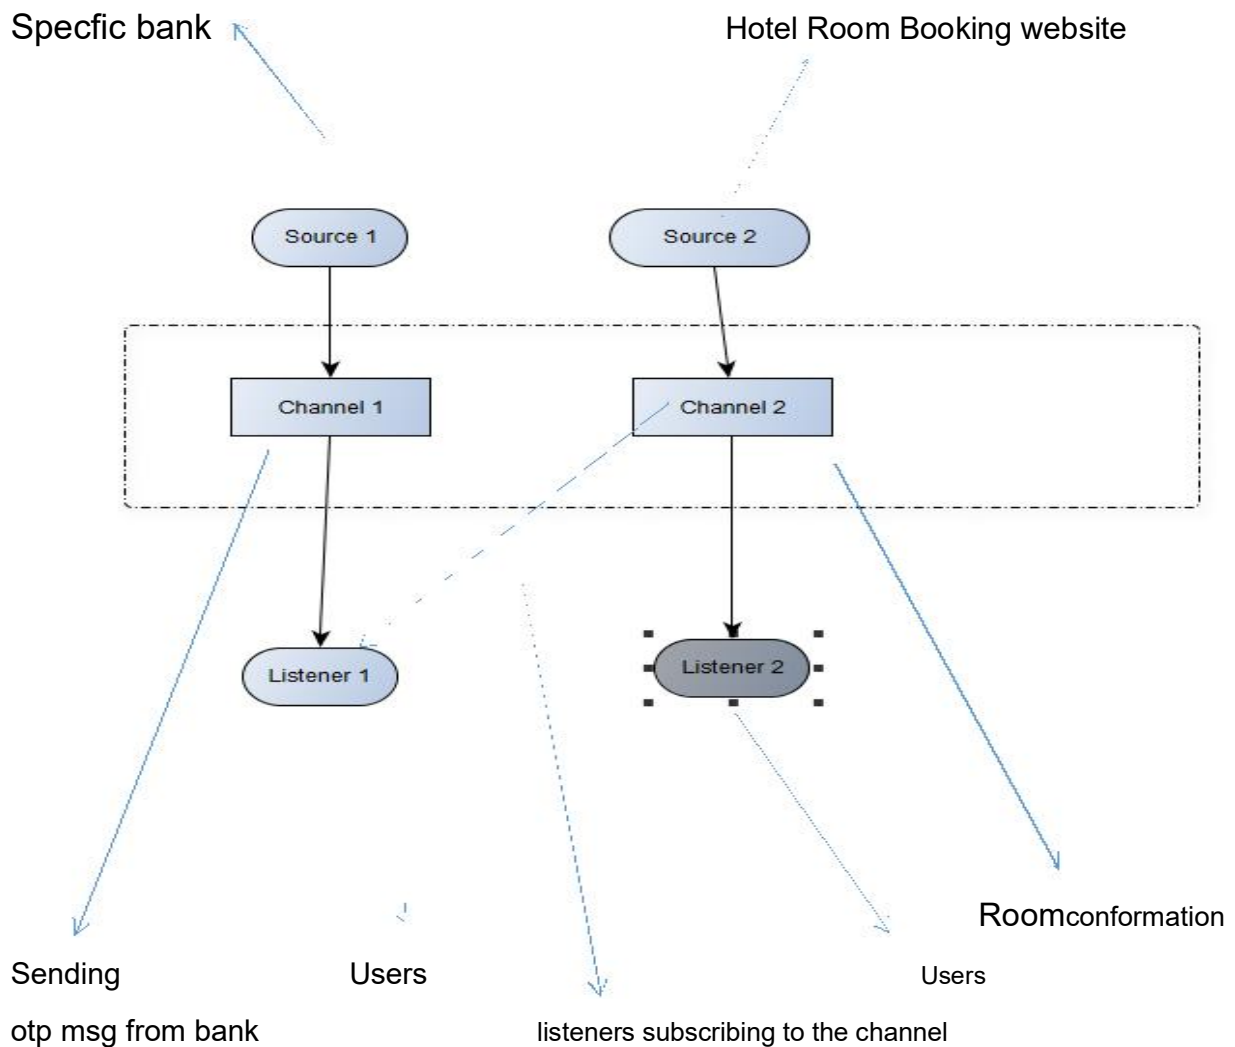 Specfic bank
Hotel Room Booking website
Source 1
Source 2
Channel 1
Channel 2
Listener 1
Listener 2
Roomconformation
Sending
Users
Users
otp msg from bank
listeners subscribing to the channel